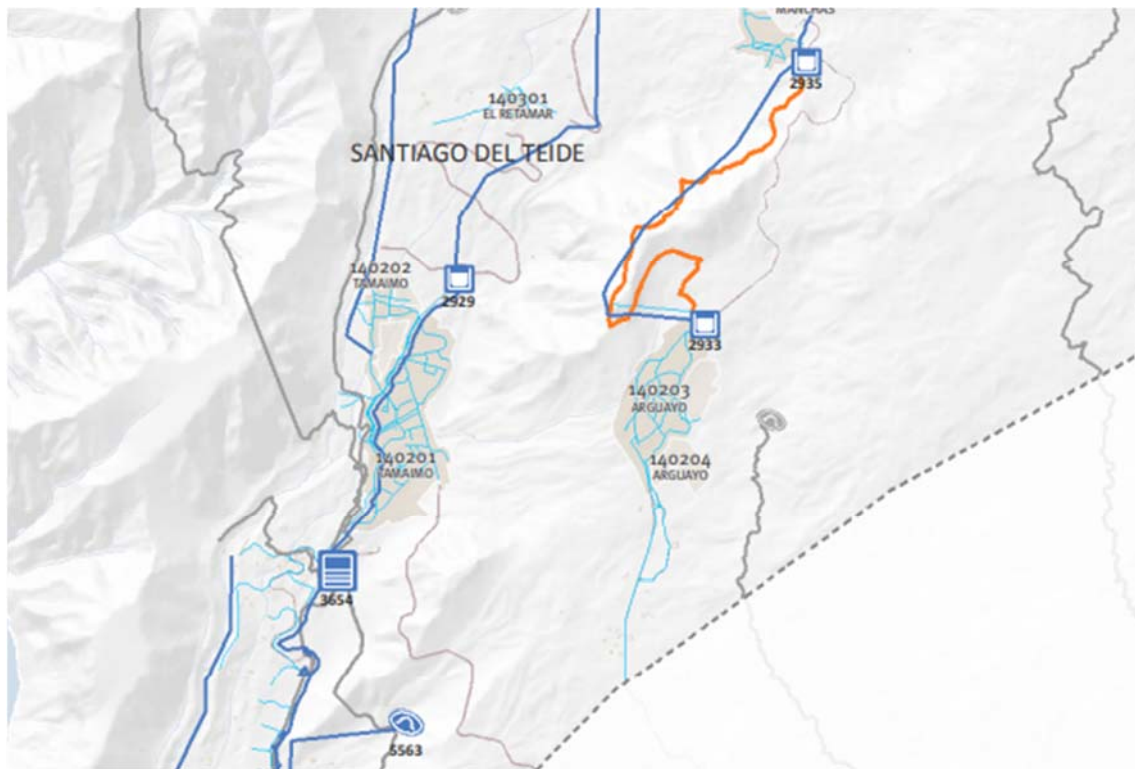 MANCHAS
2935
140301
EL RETAMAR
SANTIAGO DEL TEIDE
140202
TAMAIMO
2929
2933
140203
ARGUAYO
140201
TAMAIMO
140204
ARGUAYO
3654
5563